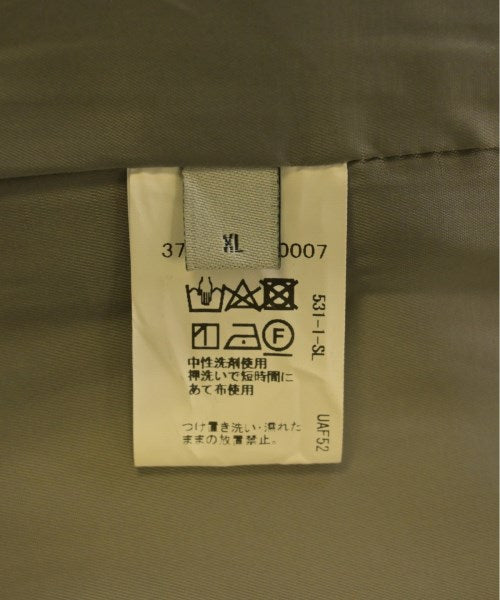 XL
37
0007
F
中性洗剤使用
押洗いで短時間に
あて布使用
つけ置き洗い・濡れた
ままの放置禁止。
531-1-SL
UAF52